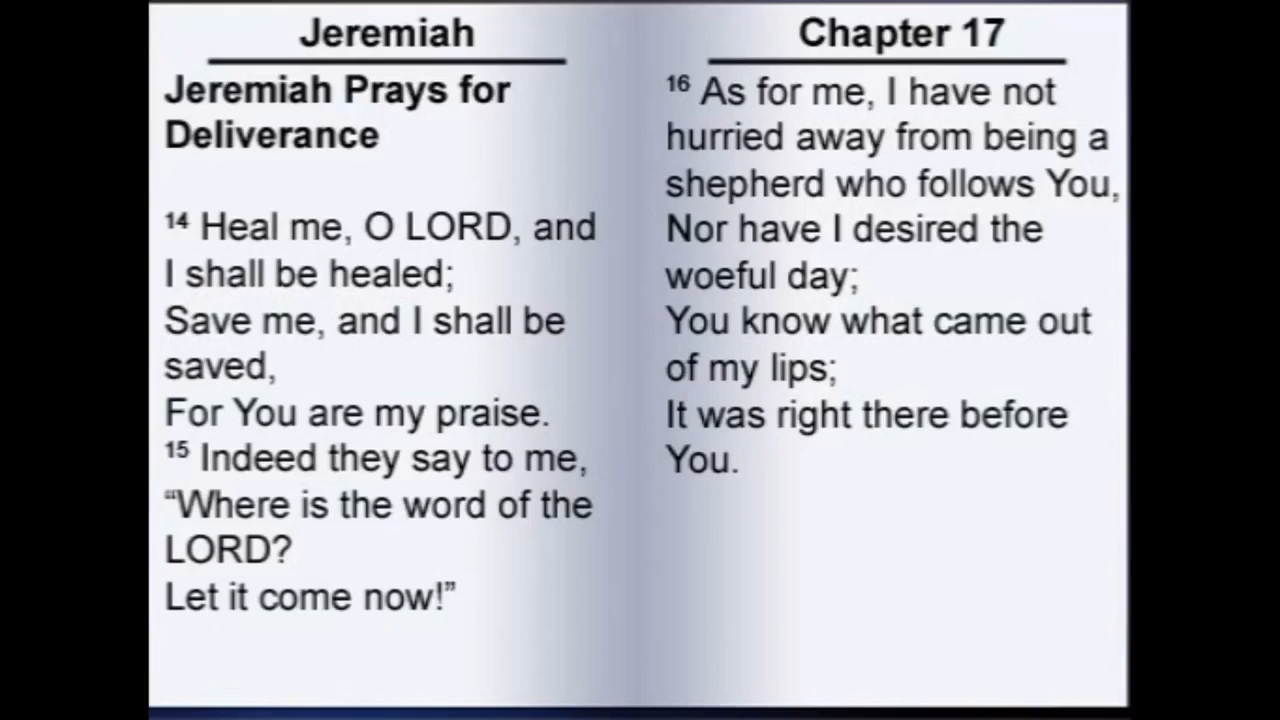 Jeremiah
Jeremiah Prays for
Deliverance
14 Heal me, O LORD, and
I shall be healed;
Save me, and I shall be
saved,
For You are my praise.
15 Indeed they say to me,
“Where is the word of the
LORD?
Let it come now!”
Chapter 17
16 As for me, I have not
hurried away from being a
shepherd who follows You,
Nor have I desired the
woeful day;
You know what came out
of my lips;
It was right there before
You.